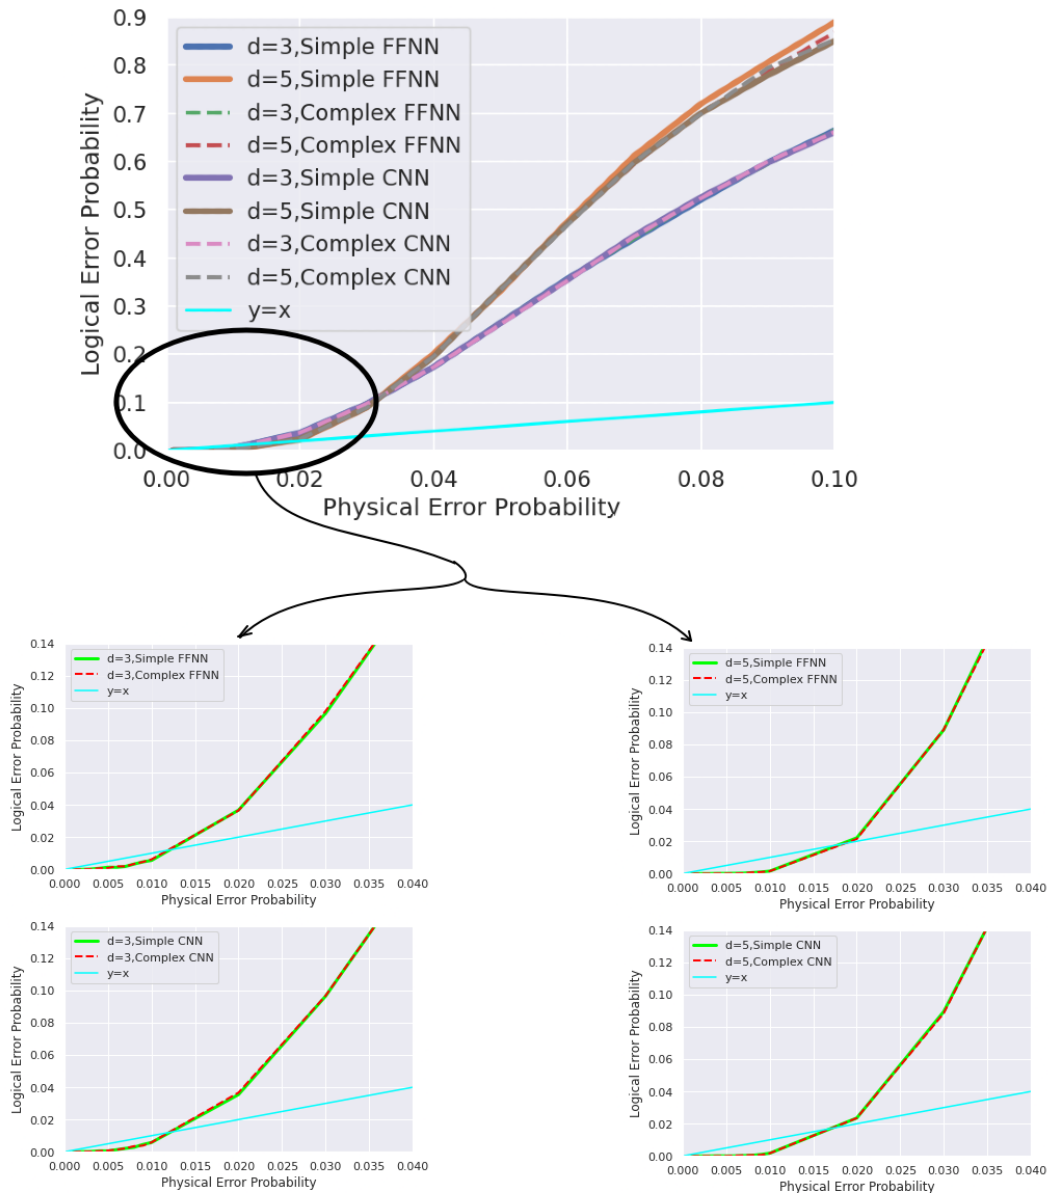 0.9
0.8
0.7
0.6
0.5
0.4
0.3
0.2
0.1
0.0
Logical Error Probability
d=3,Simple FFNN
d=5,Simple FFNN
d=3,Complex FFNN
d=5,Complex FFNN
d=3,Simple CNN
d=5,Simple CNN
d=3,Complex CNN
d=5,Complex CNN
y=x
0.00 0.02 0.04 0.06 0.08 0.10
Physical Error Probability
0.14
0.12
0.10
0.08
0.06
0.04
0.02
0.00
Logical Error Probability
d=3,Simple FFNN
d=3,Complex FFNN
y=x
0.000 0.005 0.010 0.015 0.020 0.025 0.030 0.035 0.040
Physical Error Probability
0.14
0.12
0.10
0.08
0.06
0.04
0.02
0.00
Logical Error Probability
d=5,Simple FFNN
d=5,Complex FFNN
y=x
0.000 0.005 0.010 0.015 0.020 0.025 0.030 0.035 0.040
Physical Error Probability
0.14
0.12
0.10
0.08
0.06
0.04
0.02
0.00
Logical Error Probability
d=3,Simple CNN
d=3,Complex CNN
y=x
0.000 0.005 0.010 0.015 0.020 0.025 0.030 0.035 0.040
Physical Error Probability
0.14
0.12
0.10
0.08
0.06
0.04
0.02
0.00
Logical Error Probability
d=5,Simple CNN
d=5,Complex CNN
y=x
0.000 0.005 0.010 0.015 0.020 0.025 0.030 0.035 0.040
Physical Error Probability